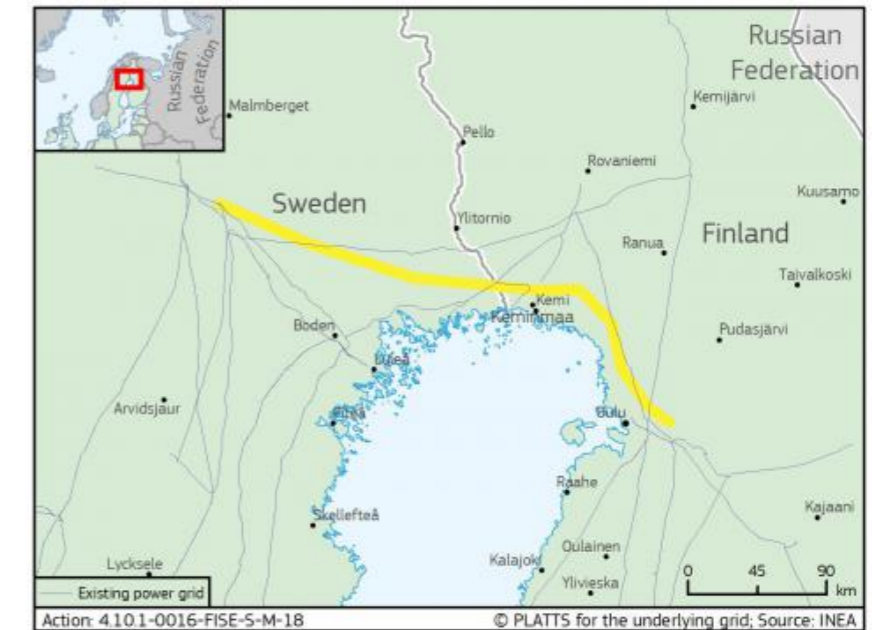 Russian
Federation
Russian
Federation
Malmberget
Kemijärvi
Pello
Rovaniemi
Kuusamo
Sweden
Ylitornio
Finland
Ranua
Taivalkoski
Kemi
Keminmaa
Pudasjärvi
Boden
Luleå
Arvidsjaur
Piteå
Oulu
Raahe
Skellefteå
Kajaani
Oulainen
Kalajoki
Lycksele
Ylivieska
0 45 90
km
Existing power grid
Action: 4.10.1-0016-FISE-S-M-18
© PLATTS for the underlying grid; Source: INEA